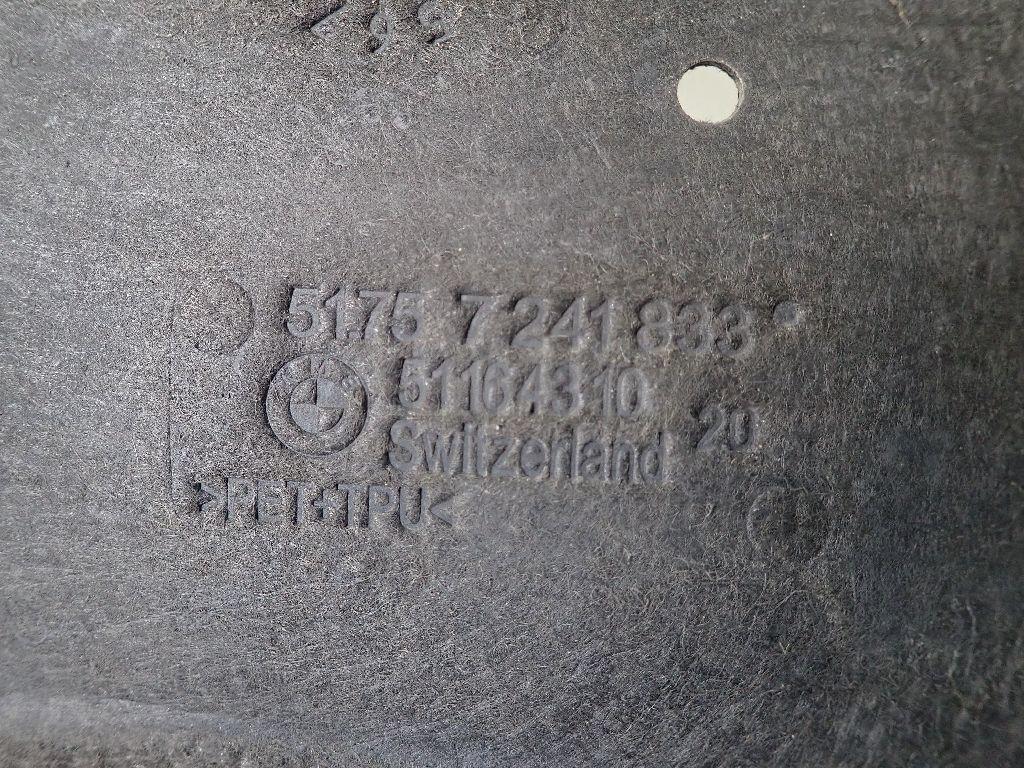 51.75 7 241 833
51164310
20
Switzerland
>PET+TPU<